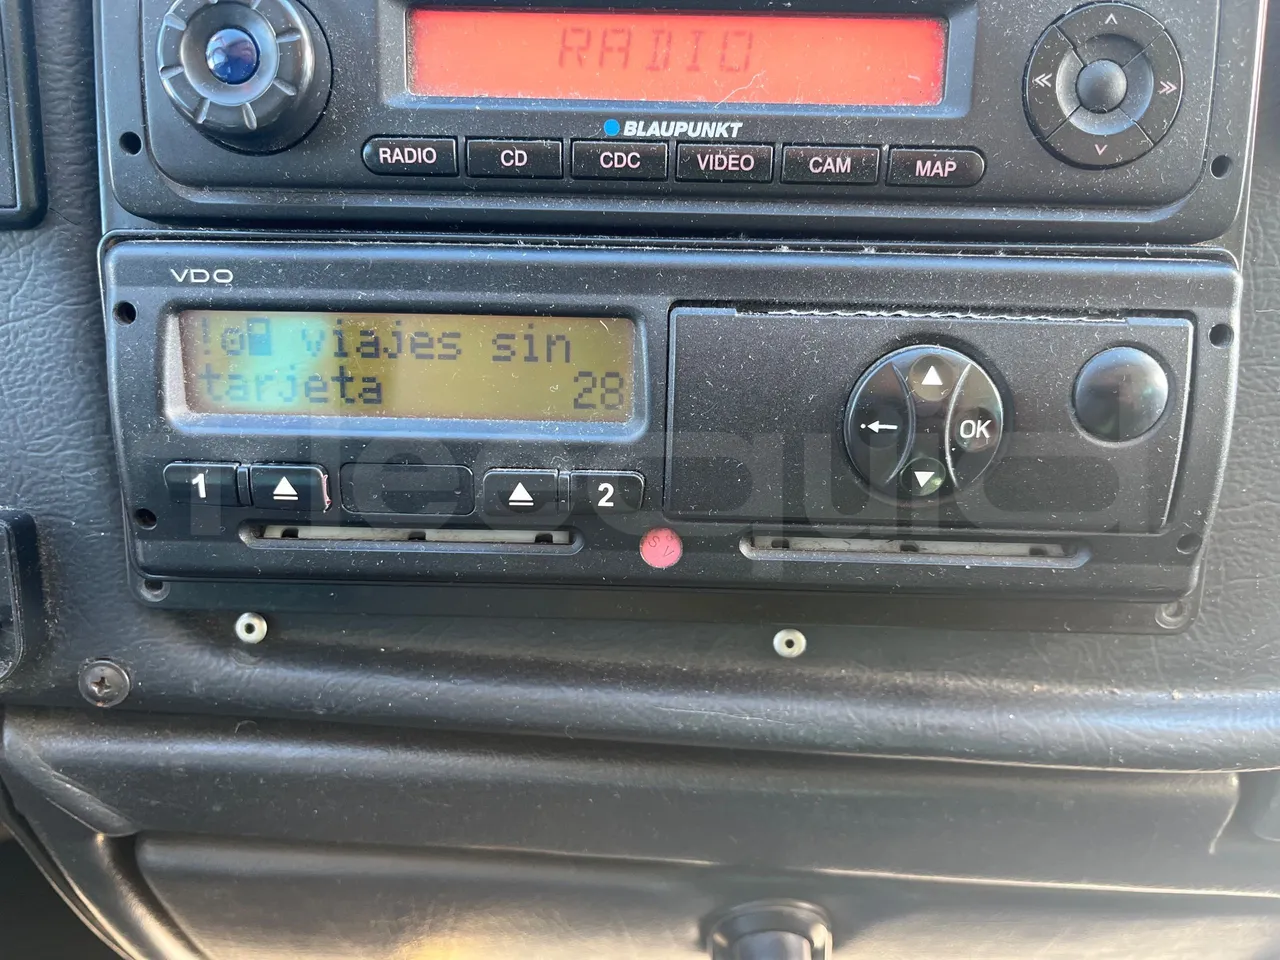 RADIO
BLAUPUNKT
RADIO CD CDC VIDEO CAM MAP
VDO
! viajes sin
tarjeta 28
1 2
OK